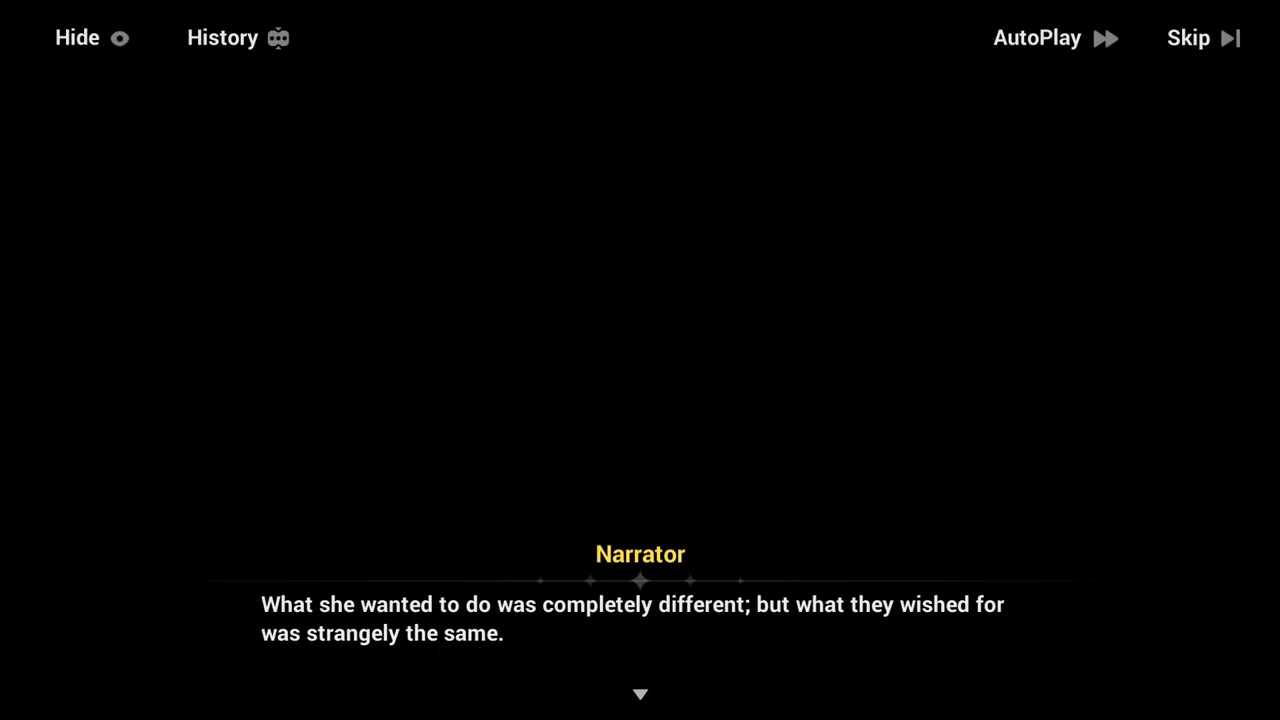 Hide
History
AutoPlay
Skip
Narrator
What she wanted to do was completely different; but what they wished for
was strangely the same.